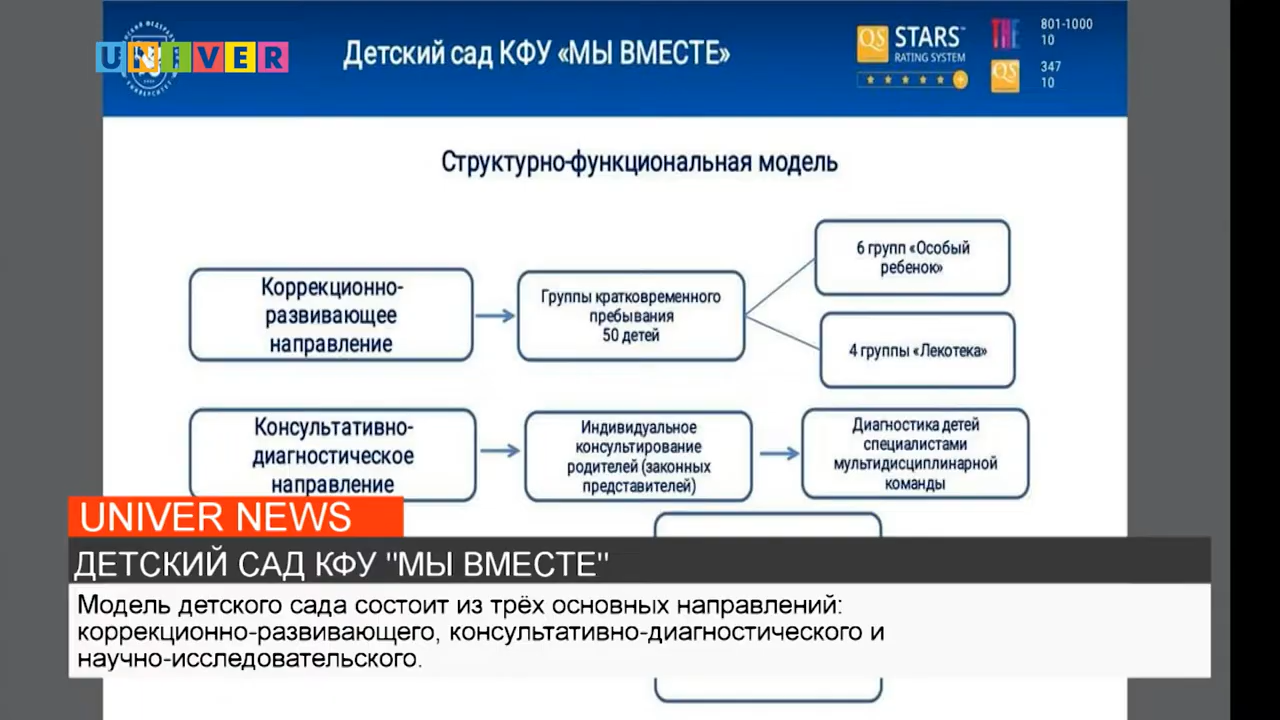 UNIVER
Детский сад КФУ «МЫ ВМЕСТЕ»
QS STARS™
RATING SYSTEM
THE
801-1000
10
QS
347
10
Структурно-функциональная модель
Коррекционно-
развивающее
направление
Группы кратковременного
пребывания
50 детей
6 групп «Особый
ребенок»
4 группы «Лекотека»
Консультативно-
диагностическое
направление
Индивидуальное
консультирование
родителей (законных
представителей)
Диагностика детей
специалистами
мультидисциплинарной
команды
UNIVER NEWS
ДЕТСКИЙ САД КФУ "МЫ ВМЕСТЕ"
Модель детского сада состоит из трёх основных направлений:
коррекционно-развивающего, консультативно-диагностического и
научно-исследовательского.